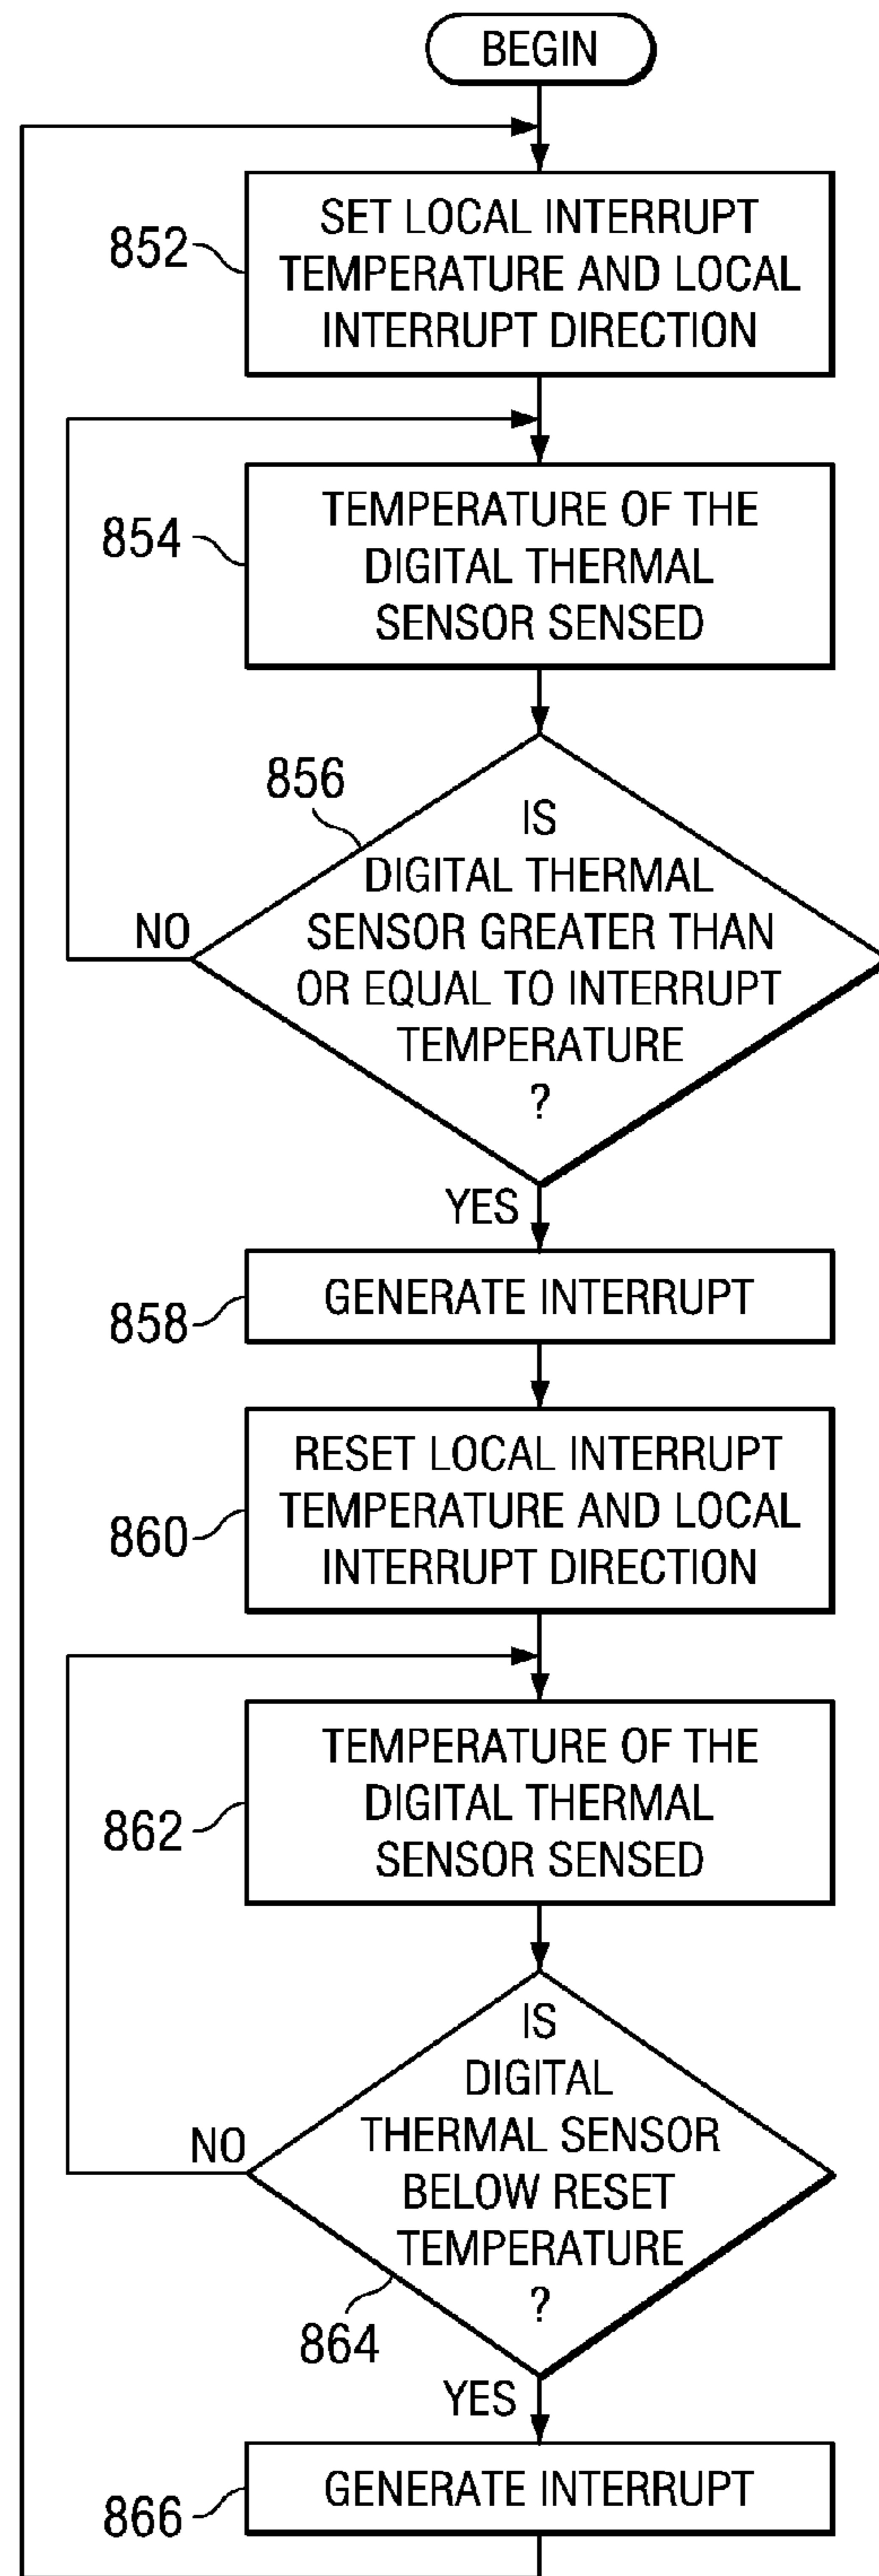 BEGIN
852
SET LOCAL INTERRUPT
TEMPERATURE AND LOCAL
INTERRUPT DIRECTION
854
TEMPERATURE OF THE
DIGITAL THERMAL
SENSOR SENSED
856
IS
DIGITAL THERMAL
SENSOR GREATER THAN
OR EQUAL TO INTERRUPT
TEMPERATURE
?
NO
YES
858
GENERATE INTERRUPT
860
RESET LOCAL INTERRUPT
TEMPERATURE AND LOCAL
INTERRUPT DIRECTION
862
TEMPERATURE OF THE
DIGITAL THERMAL
SENSOR SENSED
IS
DIGITAL
THERMAL SENSOR
BELOW RESET
TEMPERATURE
?
NO
864
YES
866
GENERATE INTERRUPT